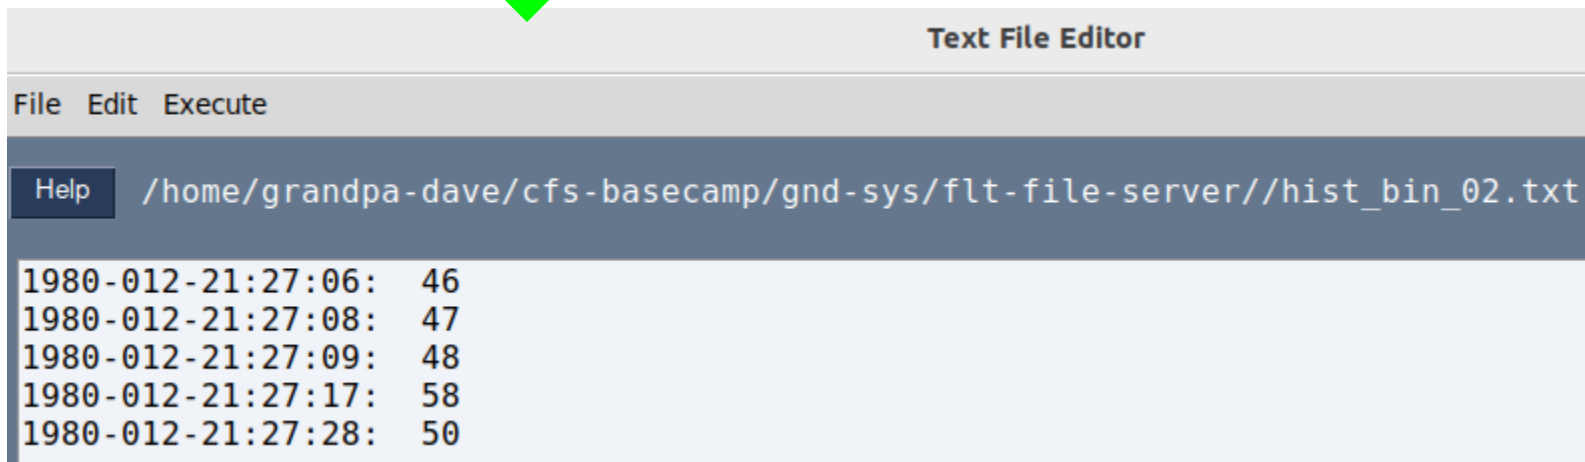 Text File Editor
File Edit Execute
Help /home/grandpa-dave/cfs-basecamp/gnd-sys/flt-file-server//hist_bin_02.txt
1980-012-21:27:06: 46
1980-012-21:27:08: 47
1980-012-21:27:09: 48
1980-012-21:27:17: 58
1980-012-21:27:28: 50